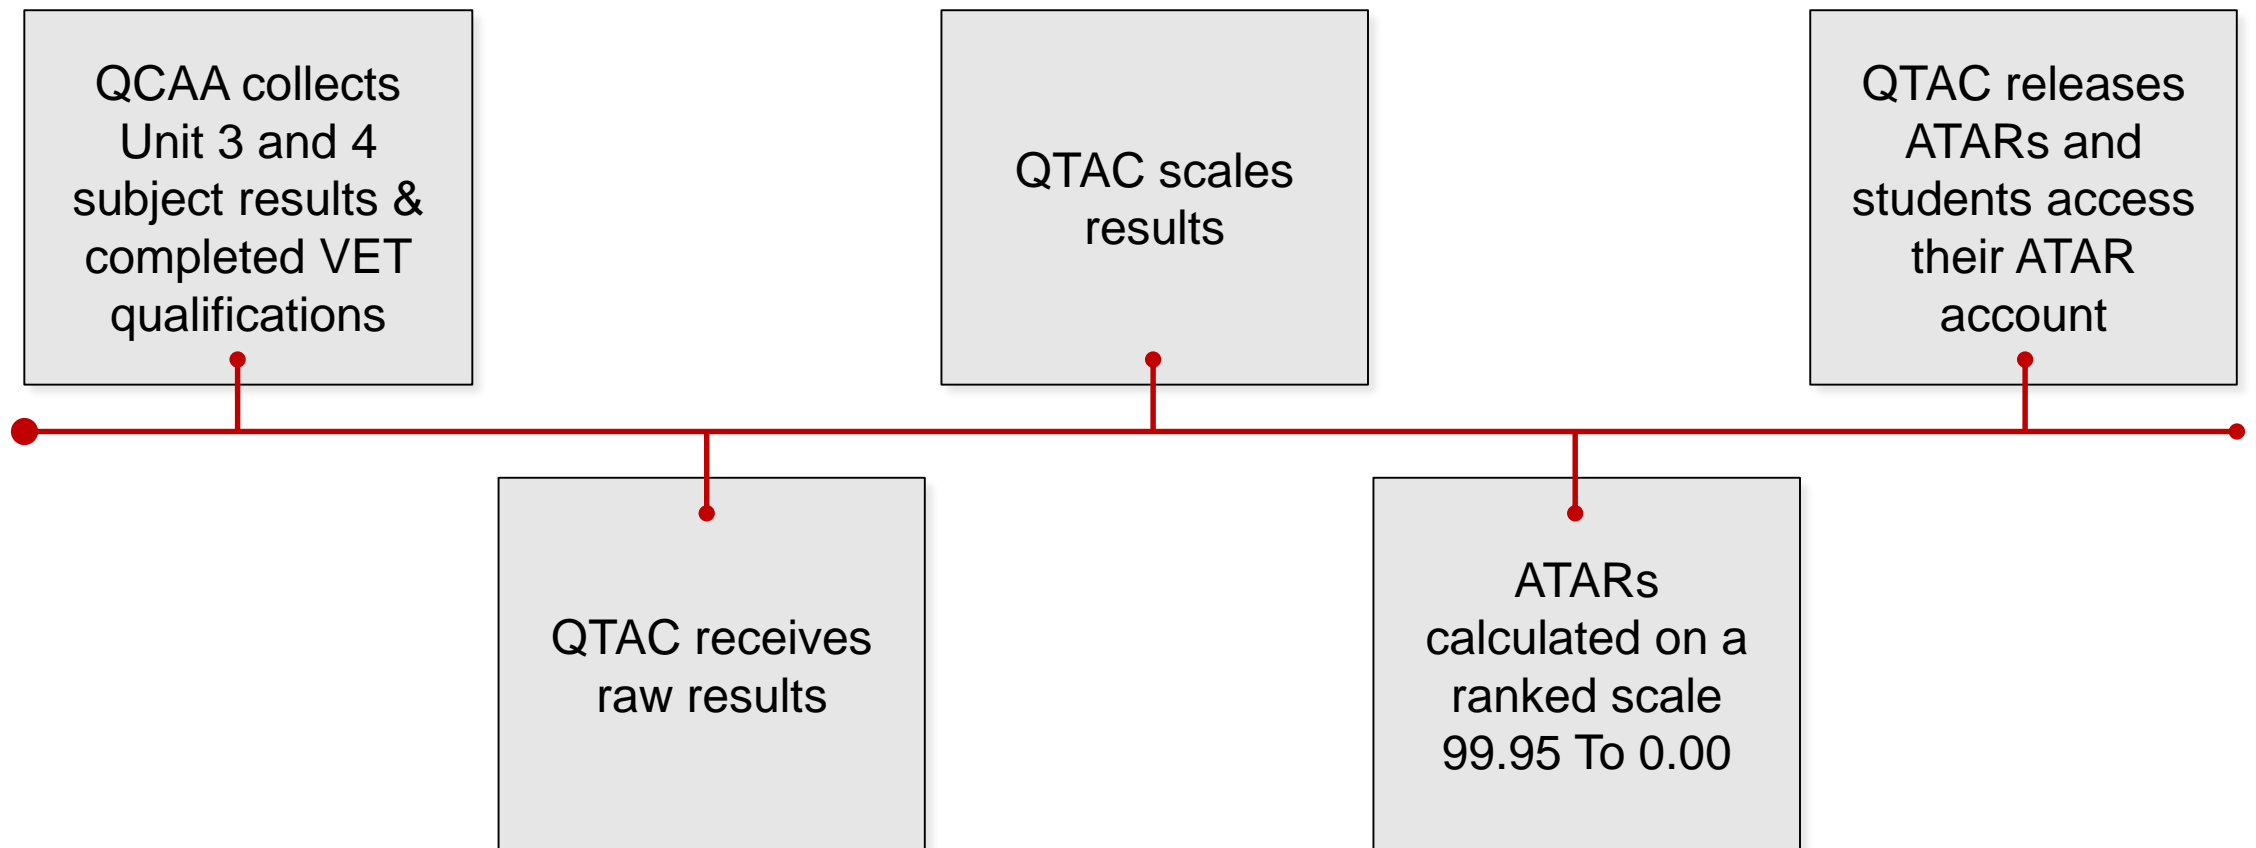 QCAA collects
Unit 3 and 4
subject results &
completed VET
qualifications
QTAC receives
raw results
QTAC scales
results
ATARs
calculated on a
ranked scale
99.95 To 0.00
QTAC releases
ATARs and
students access
their ATAR
account